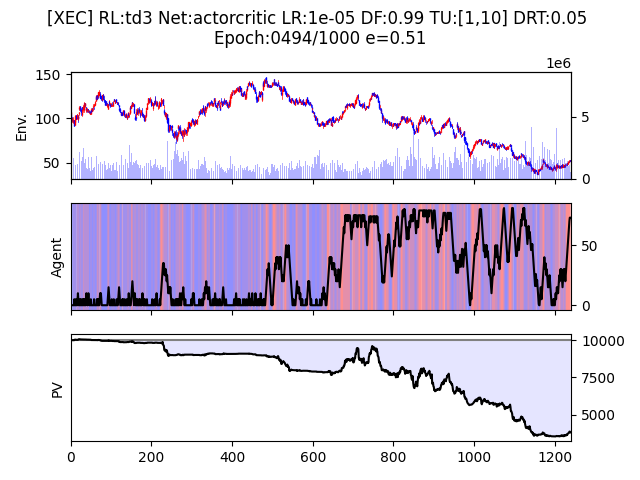 [XEC] RL:td3 Net:actorcritic LR:1e-05 DF:0.99 TU:[1,10] DRT:0.05
Epoch:0494/1000 e=0.51
1e6
150
100
50
Env.
5
0
Agent
50
0
PV
10000
7500
5000
0 200 400 600 800 1000 1200